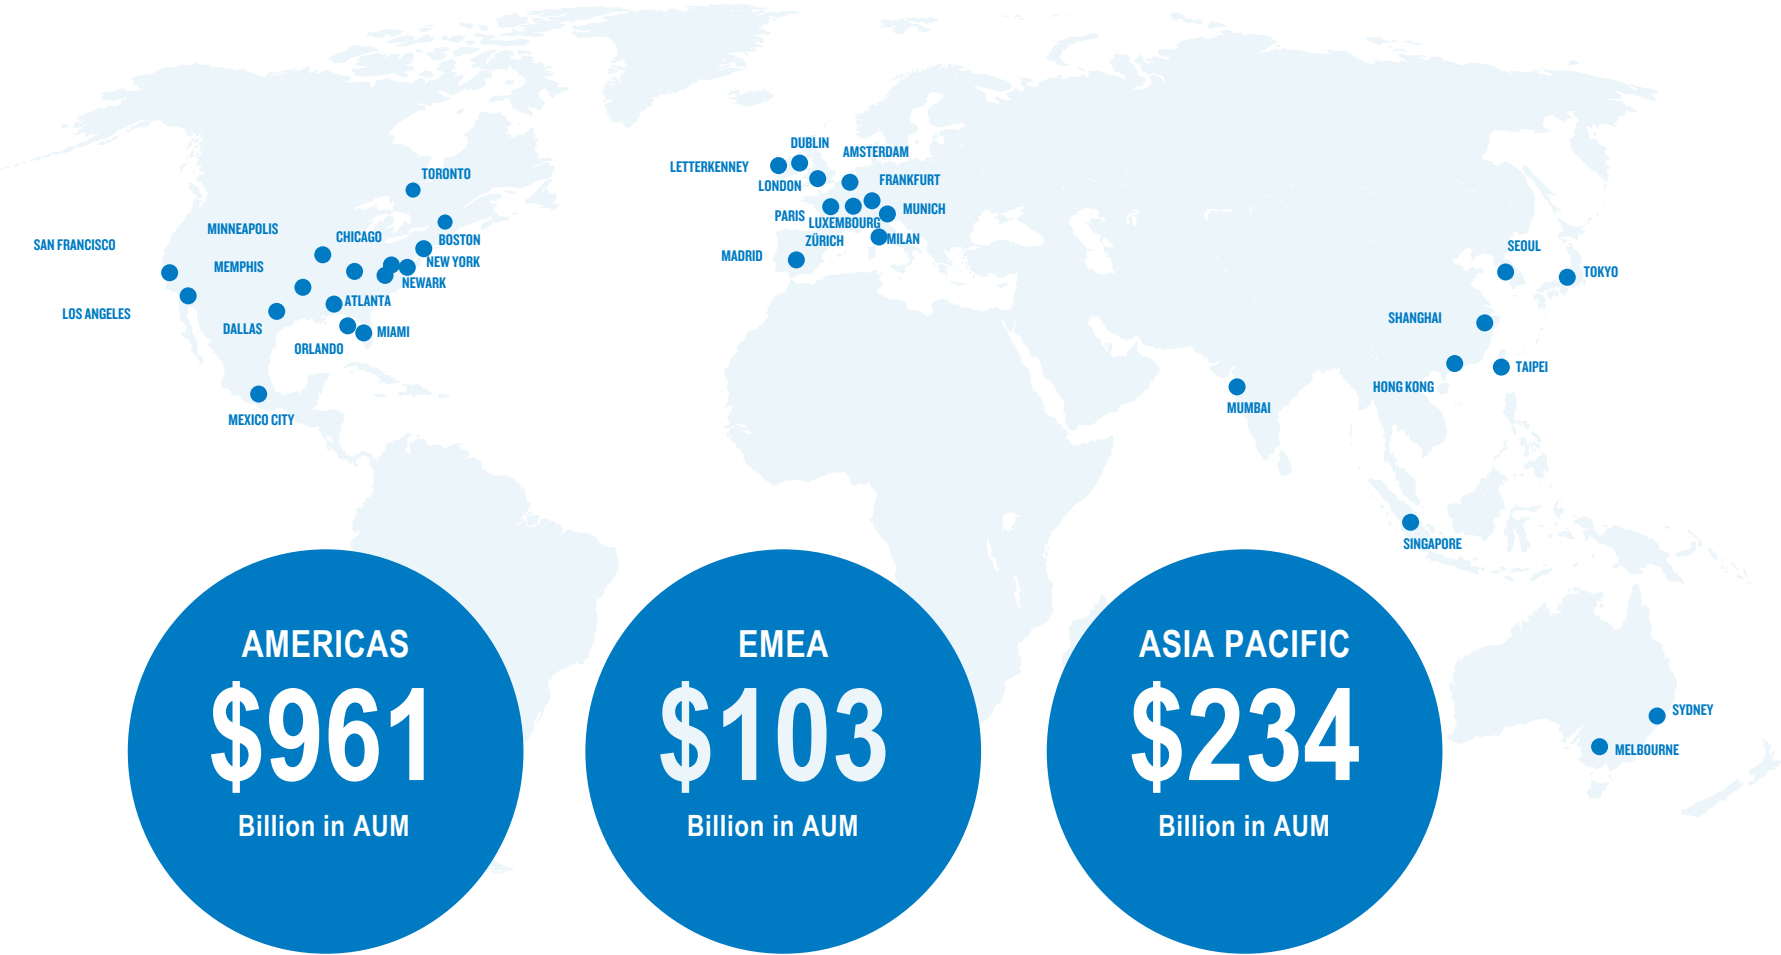 DUBLIN
AMSTERDAM
LETTERKENNEY
TORONTO
FRANKFURT
LONDON
MUNICH
PARIS
LUXEMBOURG
MINNEAPOLIS
CHICAGO
BOSTON
SAN FRANCISCO
ZÜRICH
MILAN
SEOUL
MADRID
NEW YORK
MEMPHIS
TOKYO
NEWARK
ATLANTA
LOS ANGELES
SHANGHAI
DALLAS
MIAMI
ORLANDO
TAIPEI
HONG KONG
MUMBAI
MEXICO CITY
SINGAPORE
AMERICAS
$961
Billion in AUM
EMEA
$103
Billion in AUM
ASIA PACIFIC
$234
Billion in AUM
SYDNEY
MELBOURNE